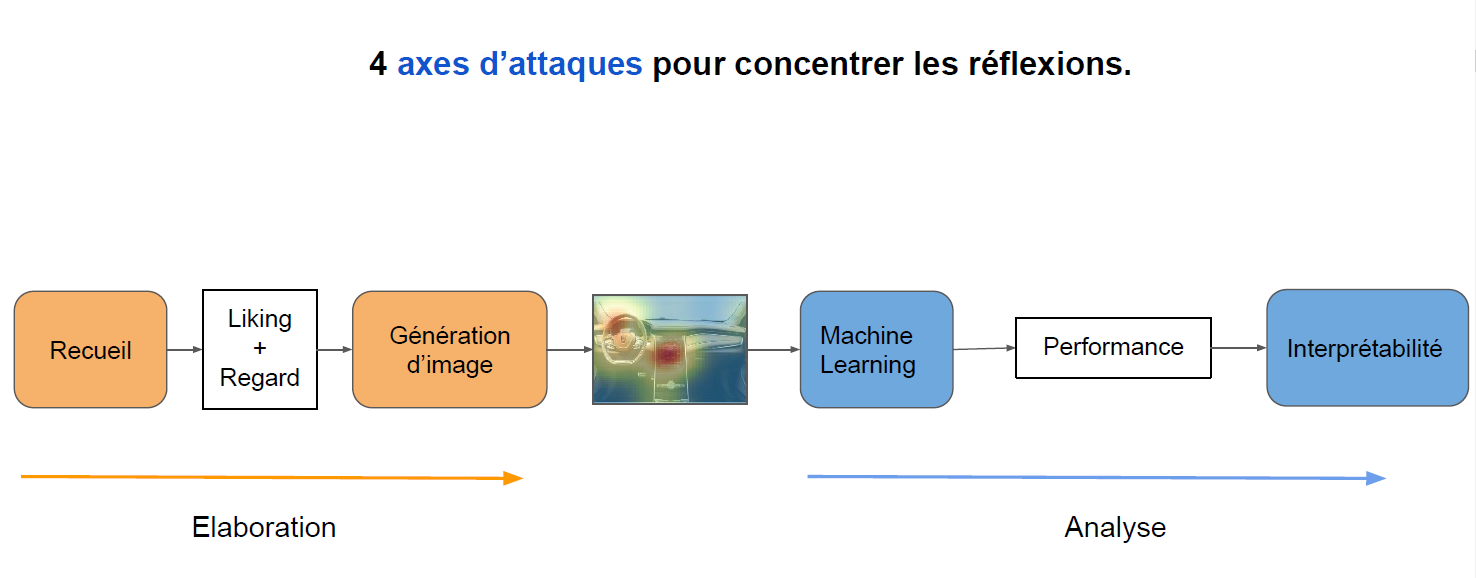 4 axes d’attaques pour concentrer les réflexions.
Recueil
Liking
+
Regard
Génération
d’image
Machine
Learning
Performance
Interprétabilité
Elaboration
Analyse